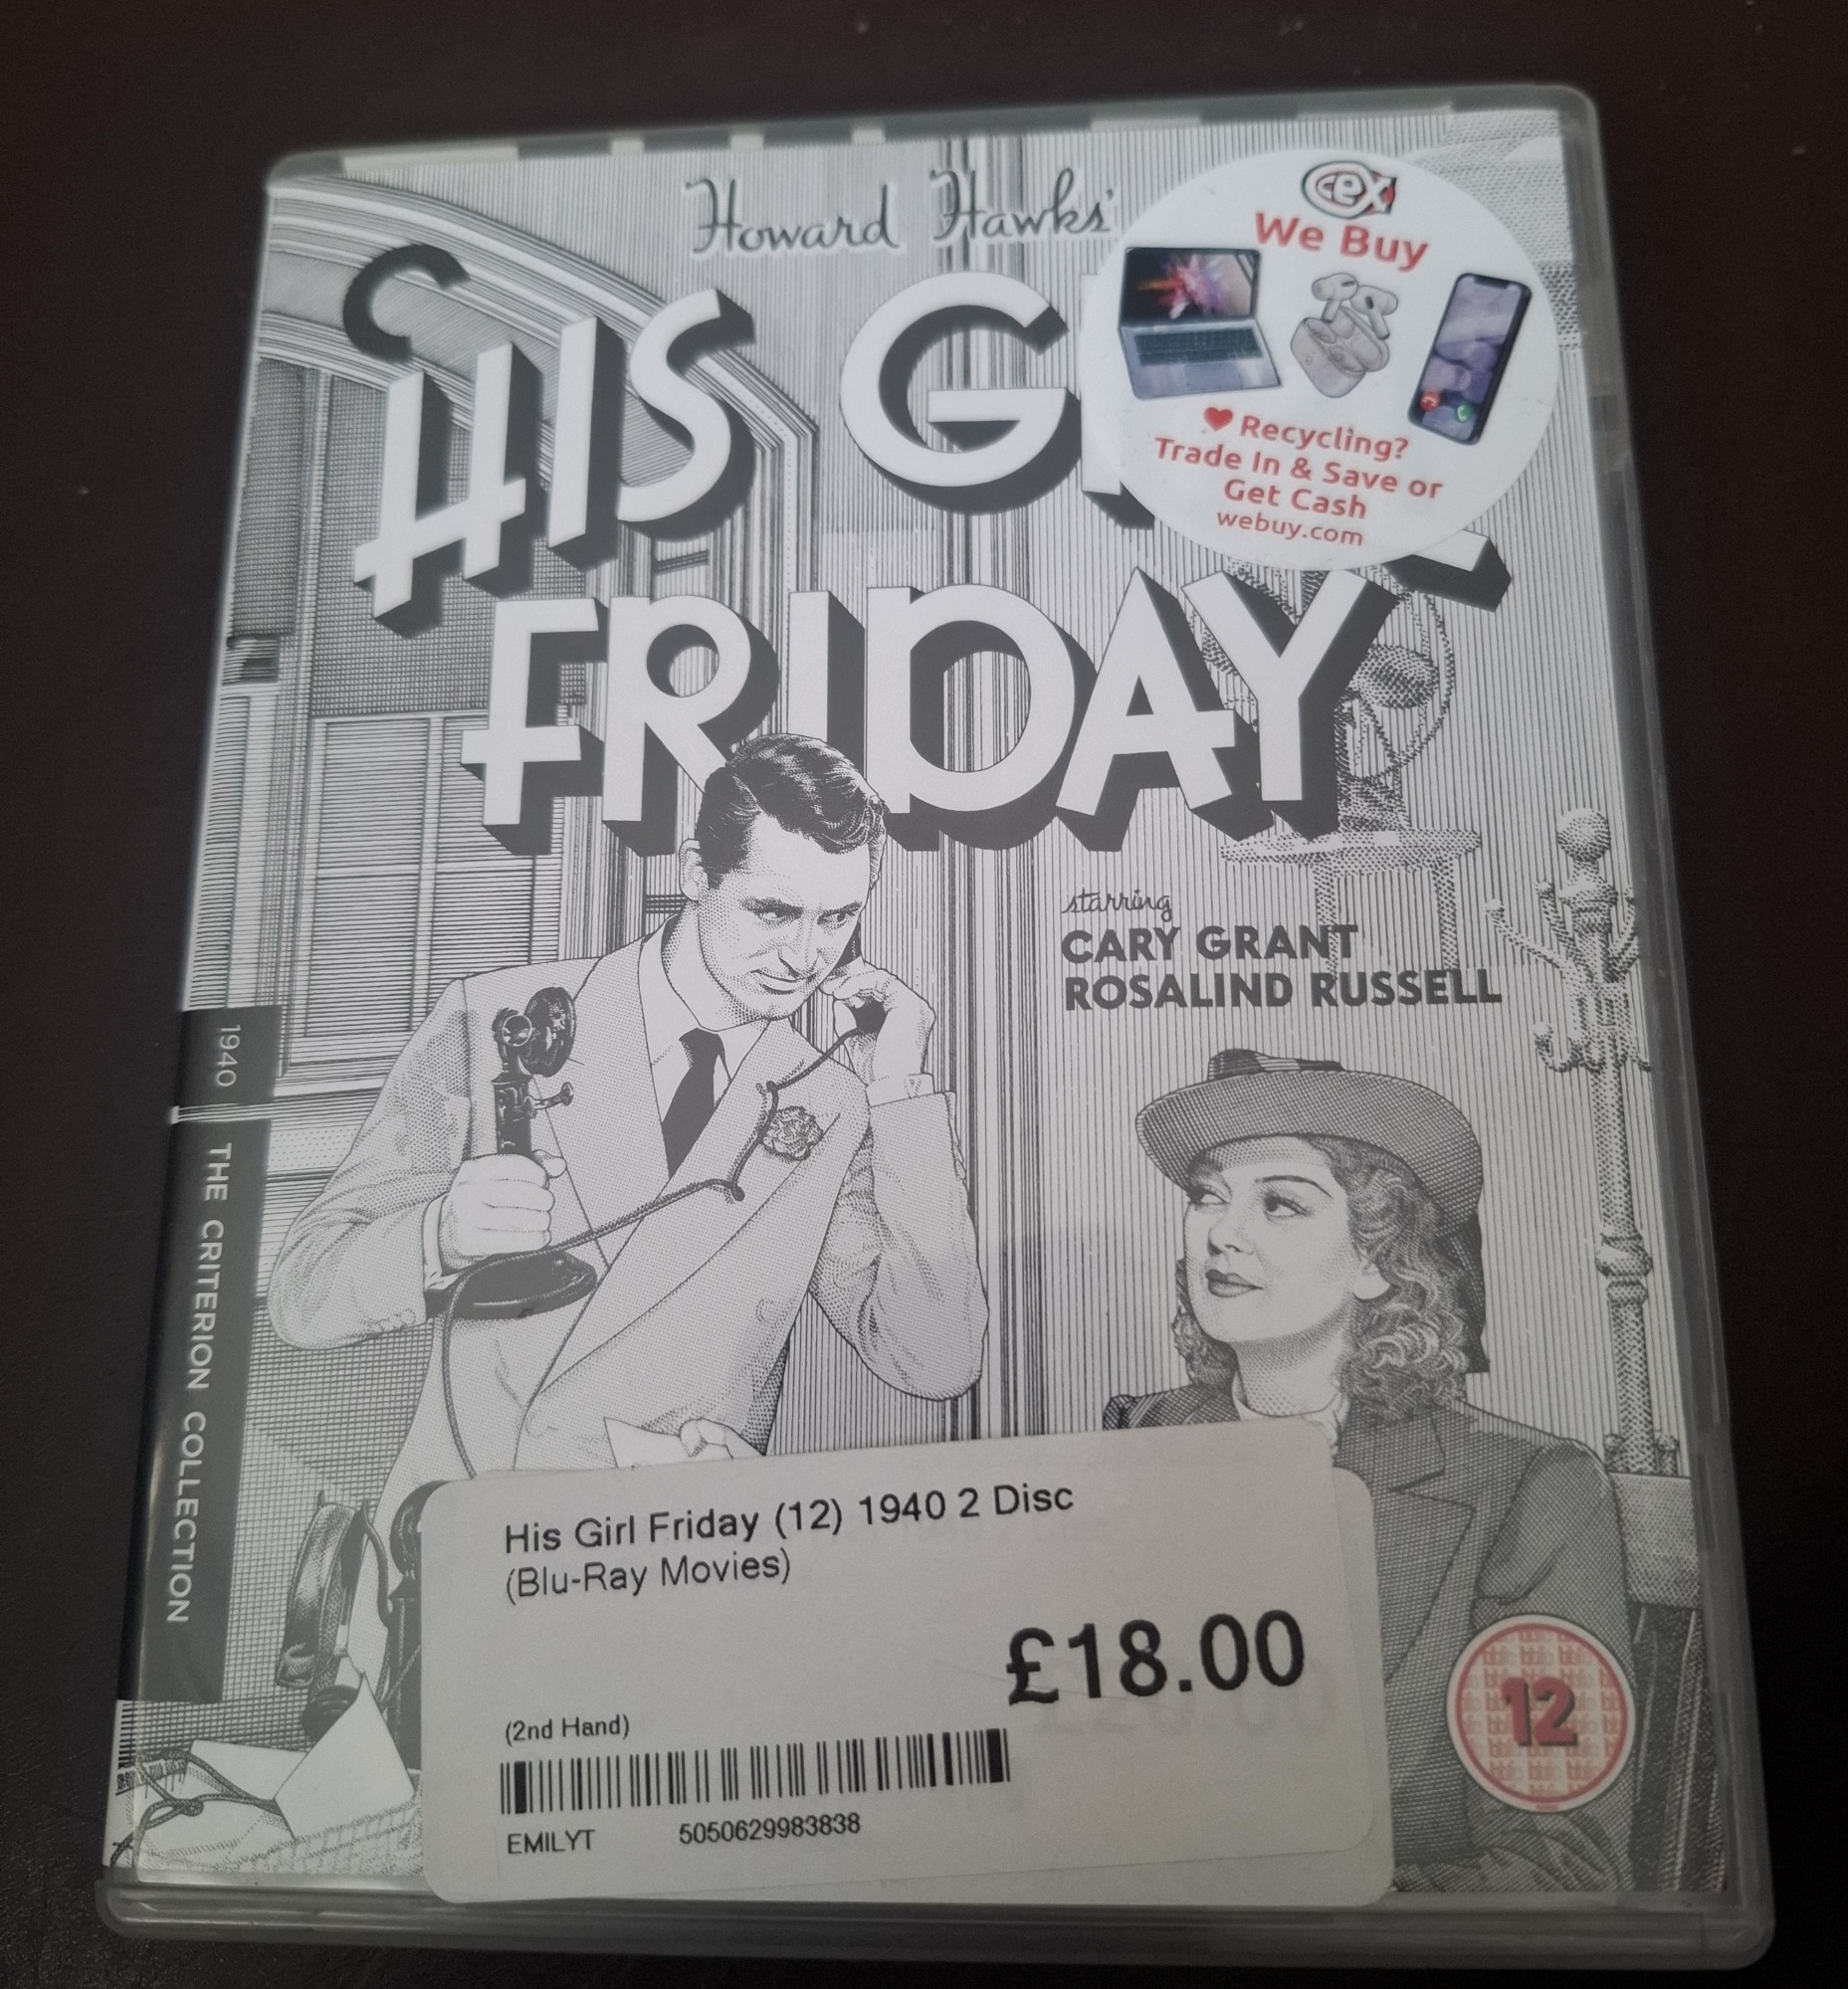 Howard Hawks'
HIS G
FRIDAY
cex
We Buy
Recycling?
Trade In & Save or
Get Cash
webuy.com
starring
CARY GRANT
ROSALIND RUSSELL
1940
THE CRITERION COLLECTION
His Girl Friday (12) 1940 2 Disc
(Blu-Ray Movies)
£18.00
(2nd Hand)
EMILYT 5050629983838
12